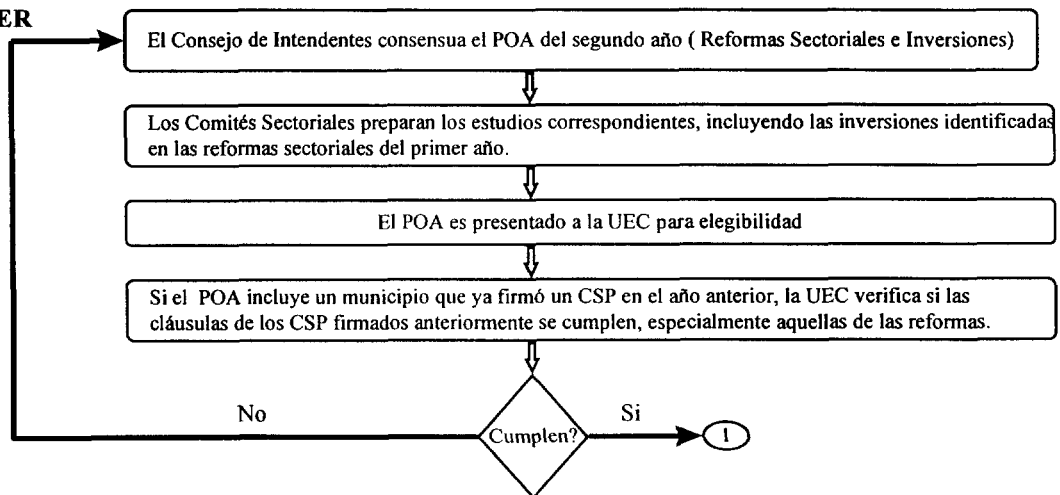 ER
El Consejo de Intendentes consensua el POA del segundo año ( Reformas Sectoriales e Inversiones)
Los Comités Sectoriales preparan los estudios correspondientes, incluyendo las inversiones identificadas
en las reformas sectoriales del primer año.
El POA es presentado a la UEC para elegibilidad
Si el POA incluye un municipio que ya firmó un CSP en el año anterior, la UEC verifica si las
cláusulas de los CSP firmados anteriormente se cumplen, especialmente aquellas de las reformas.
No
Cumplen?
Si
1